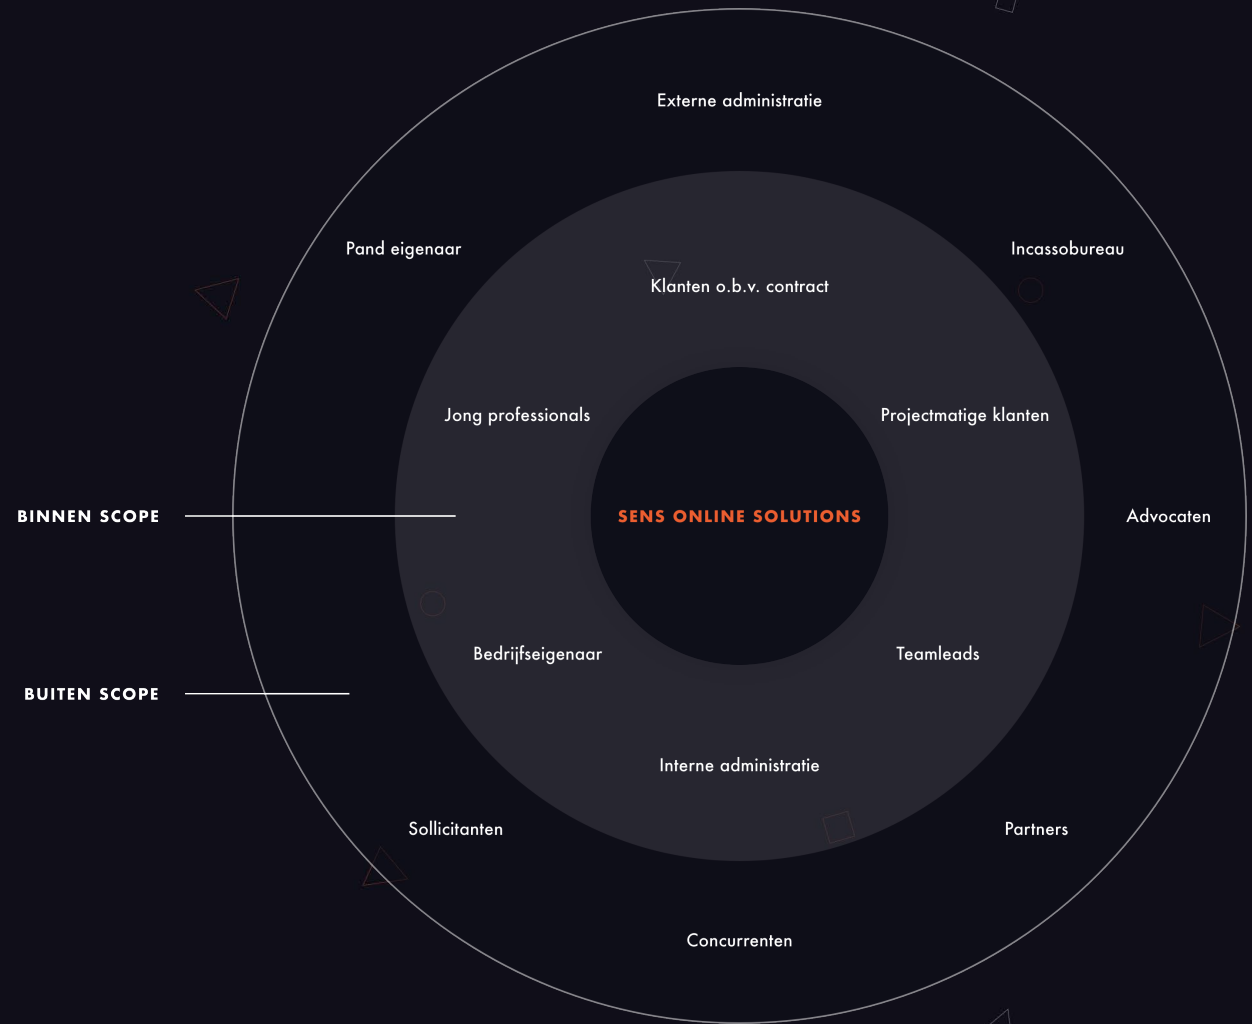 Externe administratie
Pand eigenaar
Incassobureau
Klanten o.b.v. contract
Jong professionals
Projectmatige klanten
BINNEN SCOPE
SENS ONLINE SOLUTIONS
Advocaten
Bedrijfseigenaar
Teamleads
BUITEN SCOPE
Interne administratie
Sollicitanten
Partners
Concurrenten